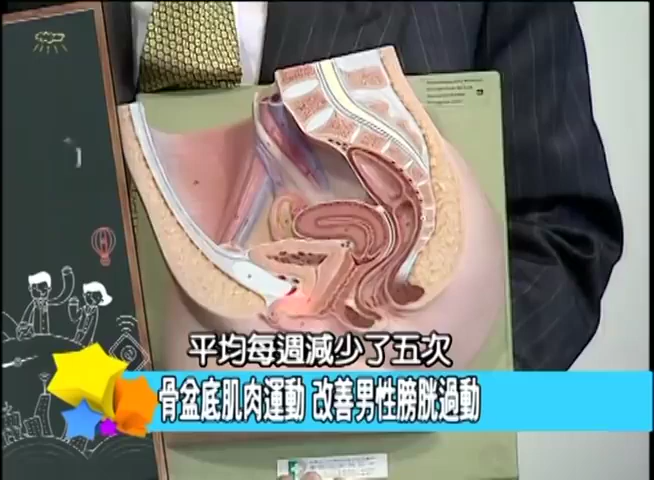 平均每週減少了五次
骨盆底肌肉運動 改善男性膀胱過動